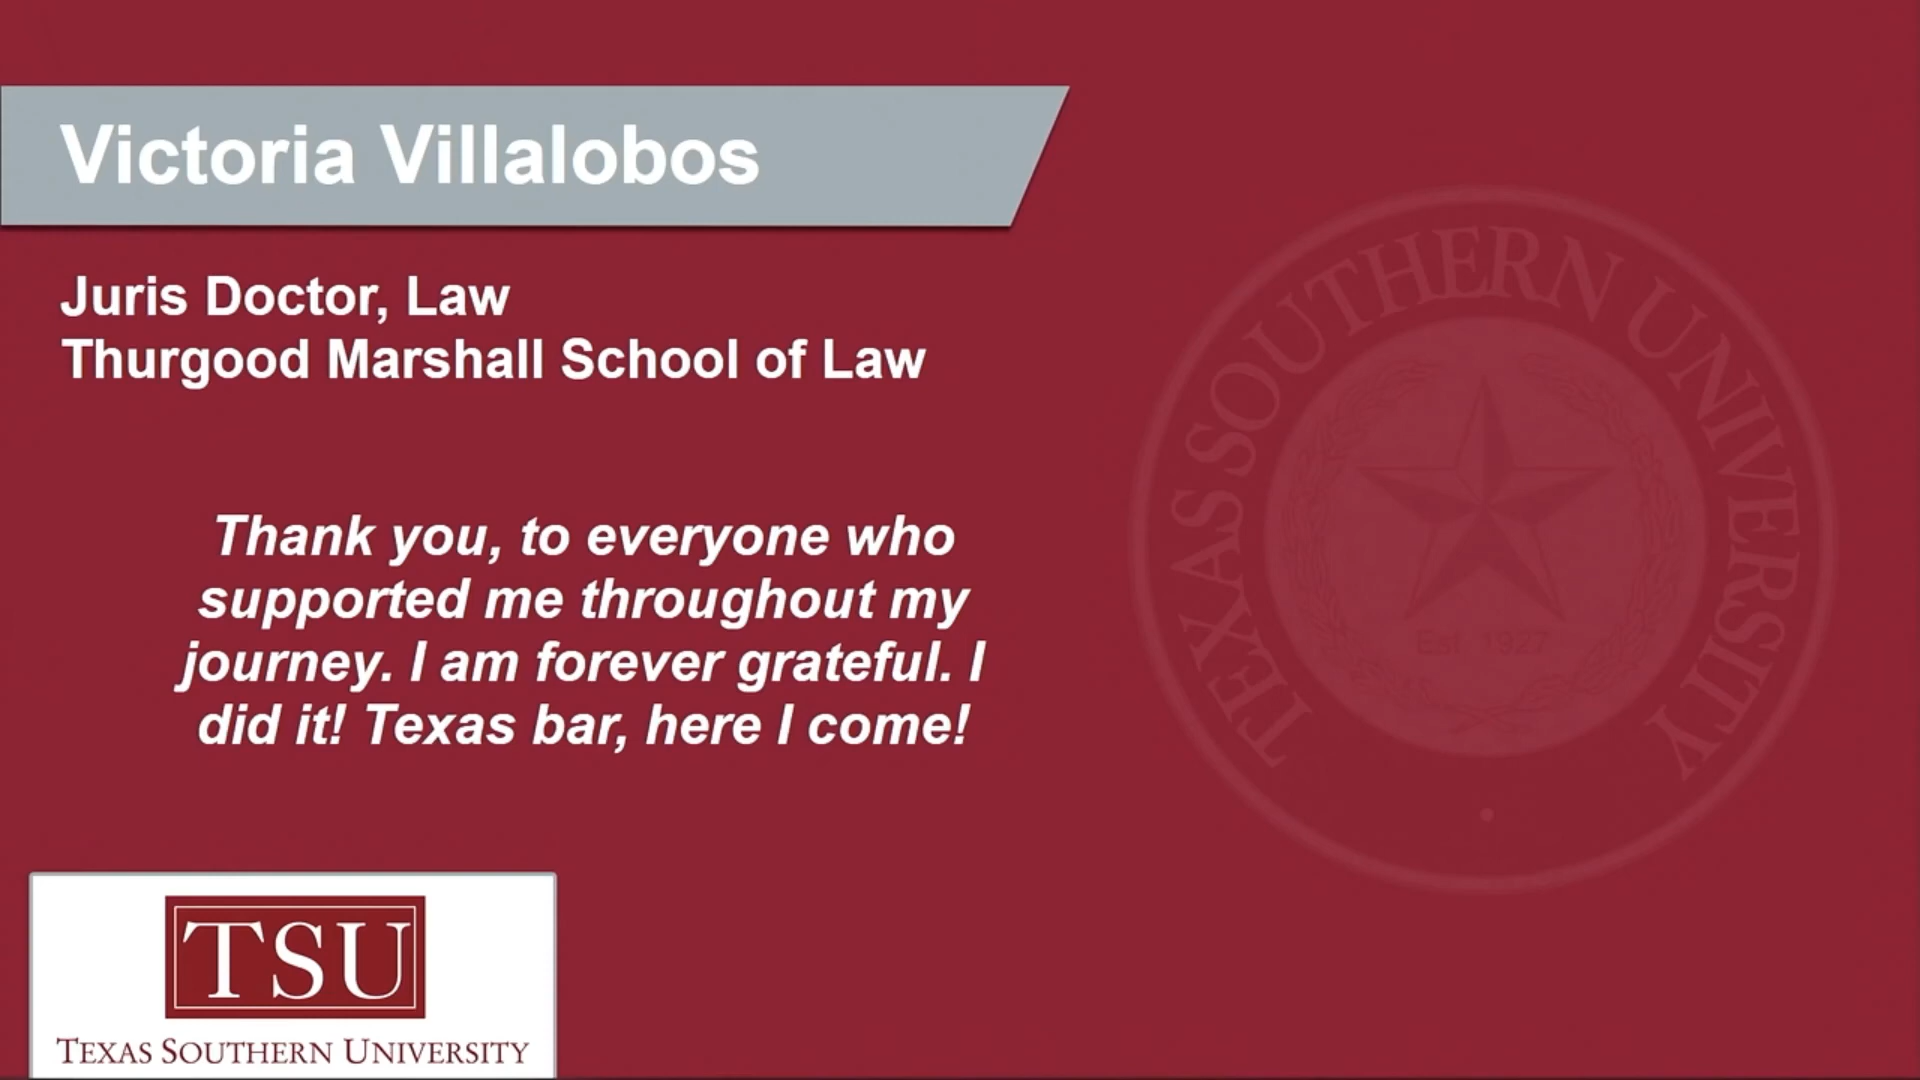 Victoria Villalobos
Juris Doctor, Law
Thurgood Marshall School of Law
Thank you, to everyone who
supported me throughout my
journey. I am forever grateful. I
did it! Texas bar, here I come!
TEXAS SOUTHERN UNIVERSITY
Est. 1927
TSU
TEXAS SOUTHERN UNIVERSITY